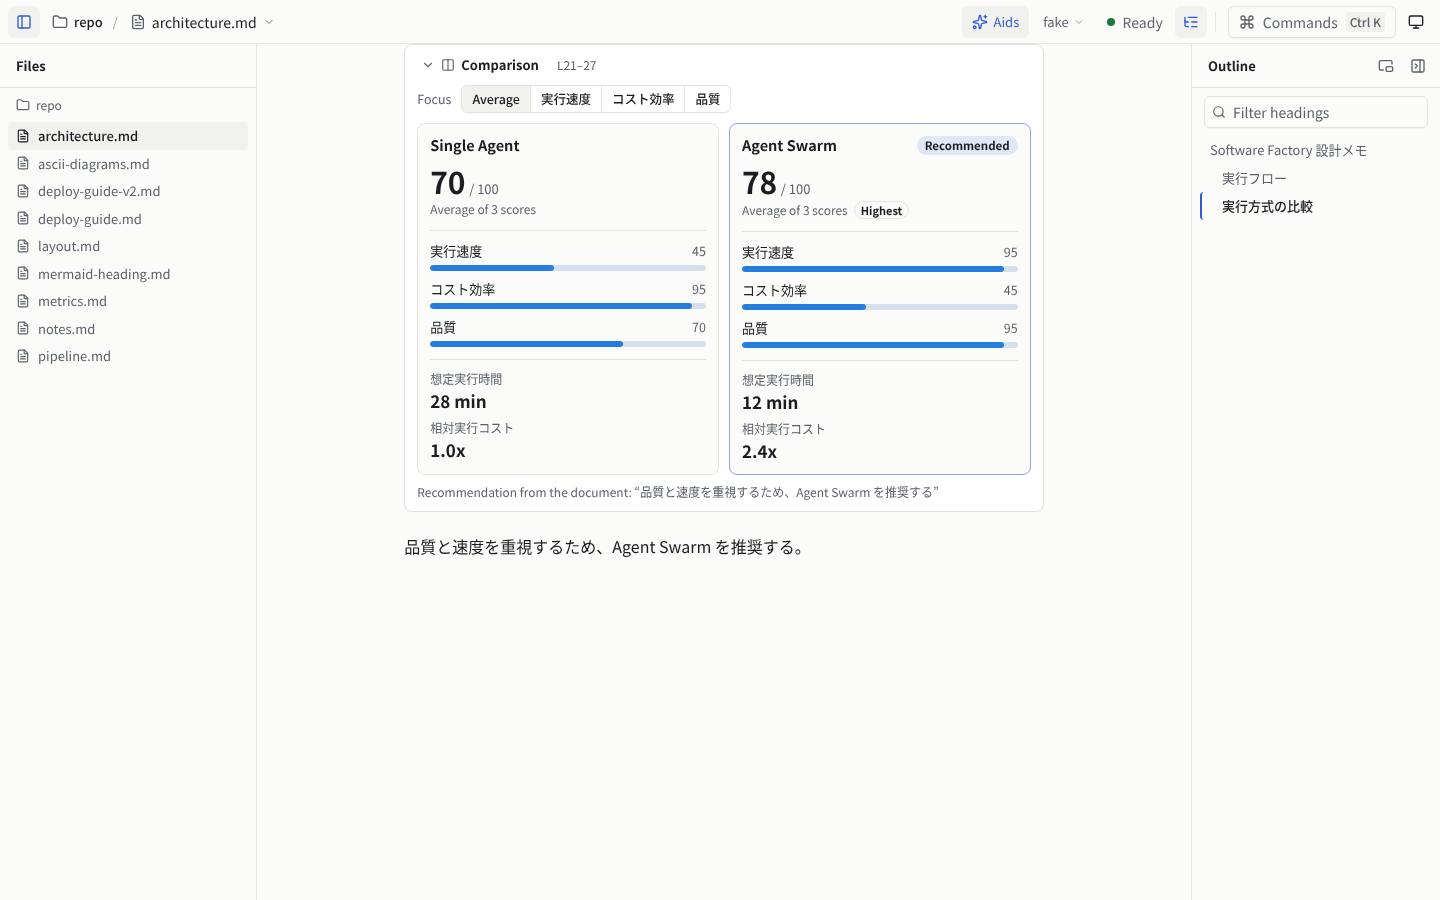 repo / architecture.md
Aids
fake
Ready
Commands Ctrl K
Files
repo
architecture.md
ascii-diagrams.md
deploy-guide-v2.md
deploy-guide.md
layout.md
mermaid-heading.md
metrics.md
notes.md
pipeline.md
Comparison L21–27
Focus Average 実行速度 コスト効率 品質
Single Agent
70 / 100
Average of 3 scores
実行速度 45
コスト効率 95
品質 70
想定実行時間
28 min
相対実行コスト
1.0x
Agent Swarm Recommended
78 / 100
Average of 3 scores Highest
実行速度 95
コスト効率 45
品質 95
想定実行時間
12 min
相対実行コスト
2.4x
Recommendation from the document: “品質と速度を重視するため、Agent Swarm を推奨する”
品質と速度を重視するため、Agent Swarm を推奨する。
Outline
Filter headings
Software Factory 設計メモ
実行フロー
実行方式の比較